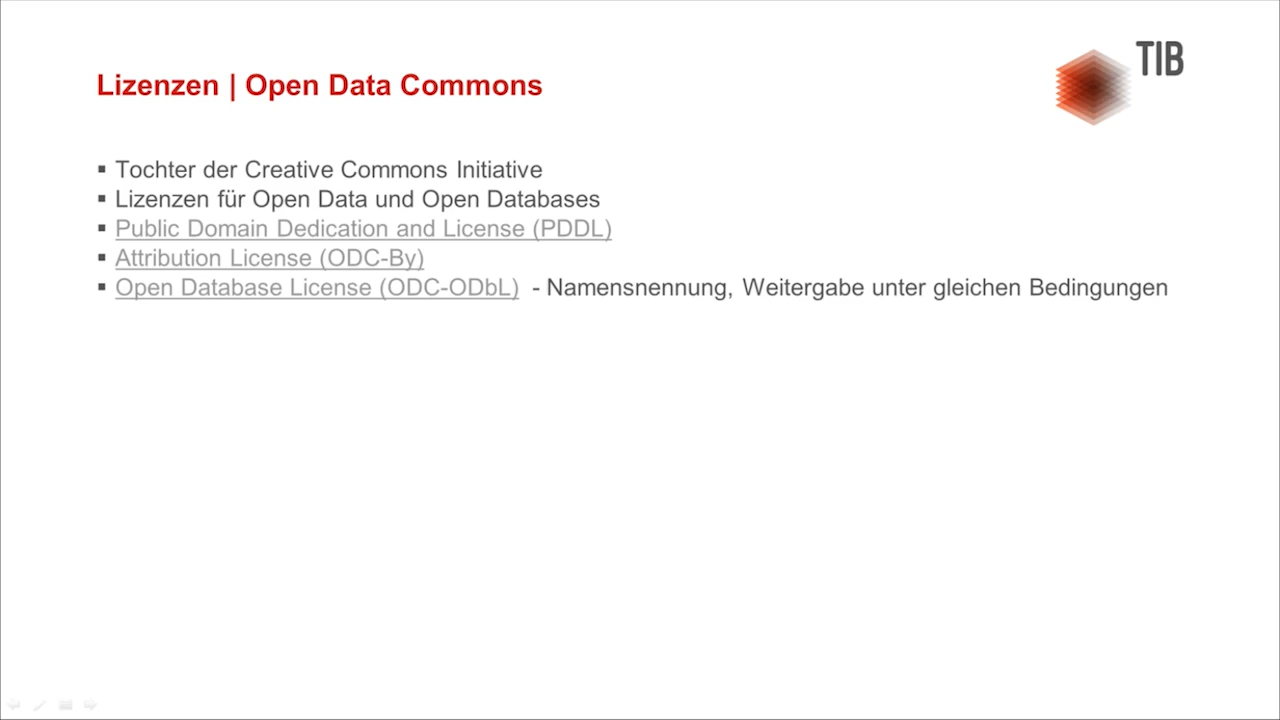 Lizenzen | Open Data Commons
TIB
▪ Tochter der Creative Commons Initiative
▪ Lizenzen für Open Data und Open Databases
▪ Public Domain Dedication and License (PDDL)
▪ Attribution License (ODC-By)
▪ Open Database License (ODC-ODbL) - Namensnennung, Weitergabe unter gleichen Bedingungen